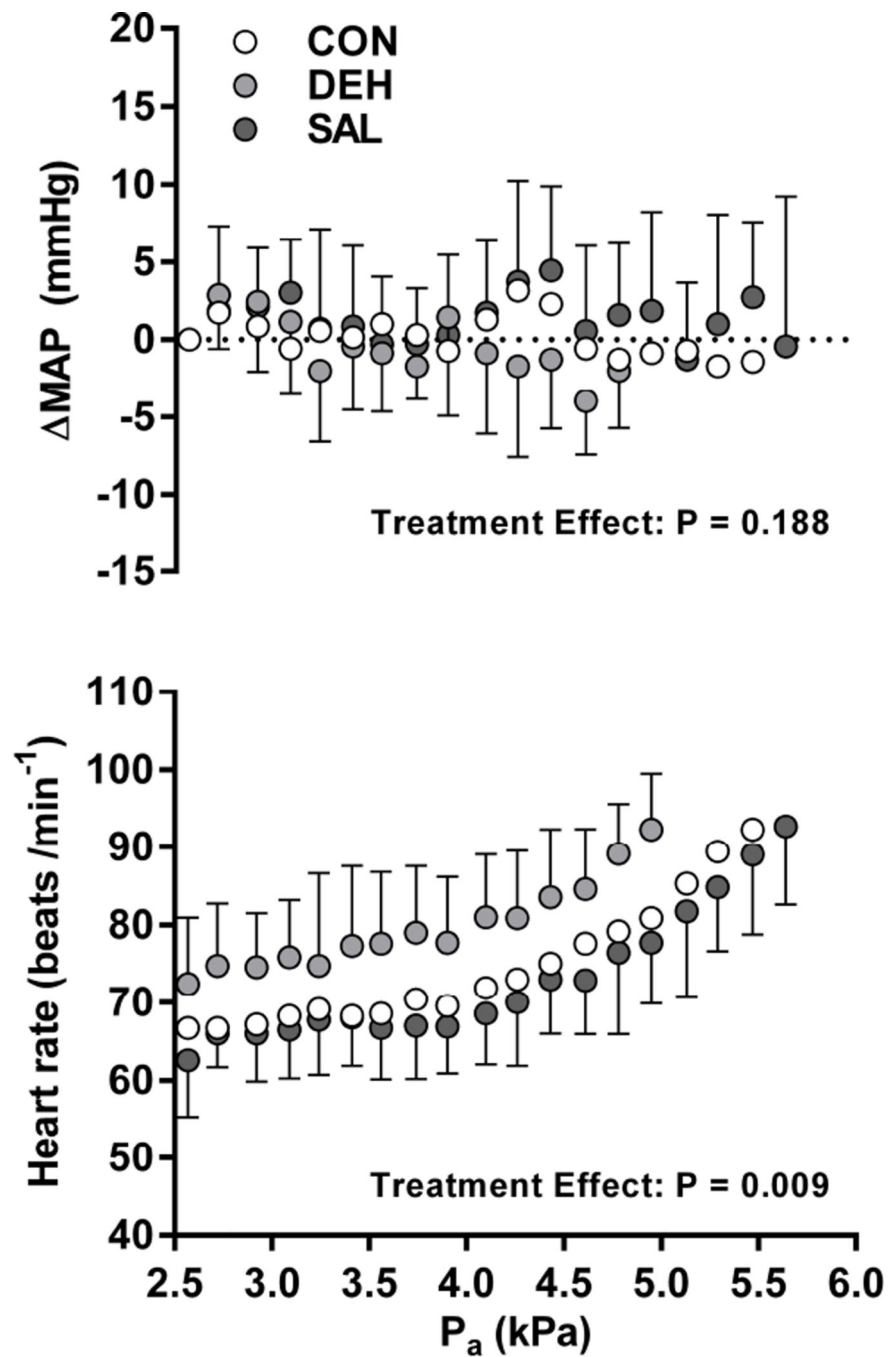 20
15
10
5
0
-5
-10
-15
ΔMAP (mmHg)
CON
DEH
SAL
Treatment Effect: P = 0.188
110
100
90
80
70
60
50
40
Heart rate (beats /min⁻¹)
Treatment Effect: P = 0.009
2.5 3.0 3.5 4.0 4.5 5.0 5.5 6.0
Pₐ (kPa)